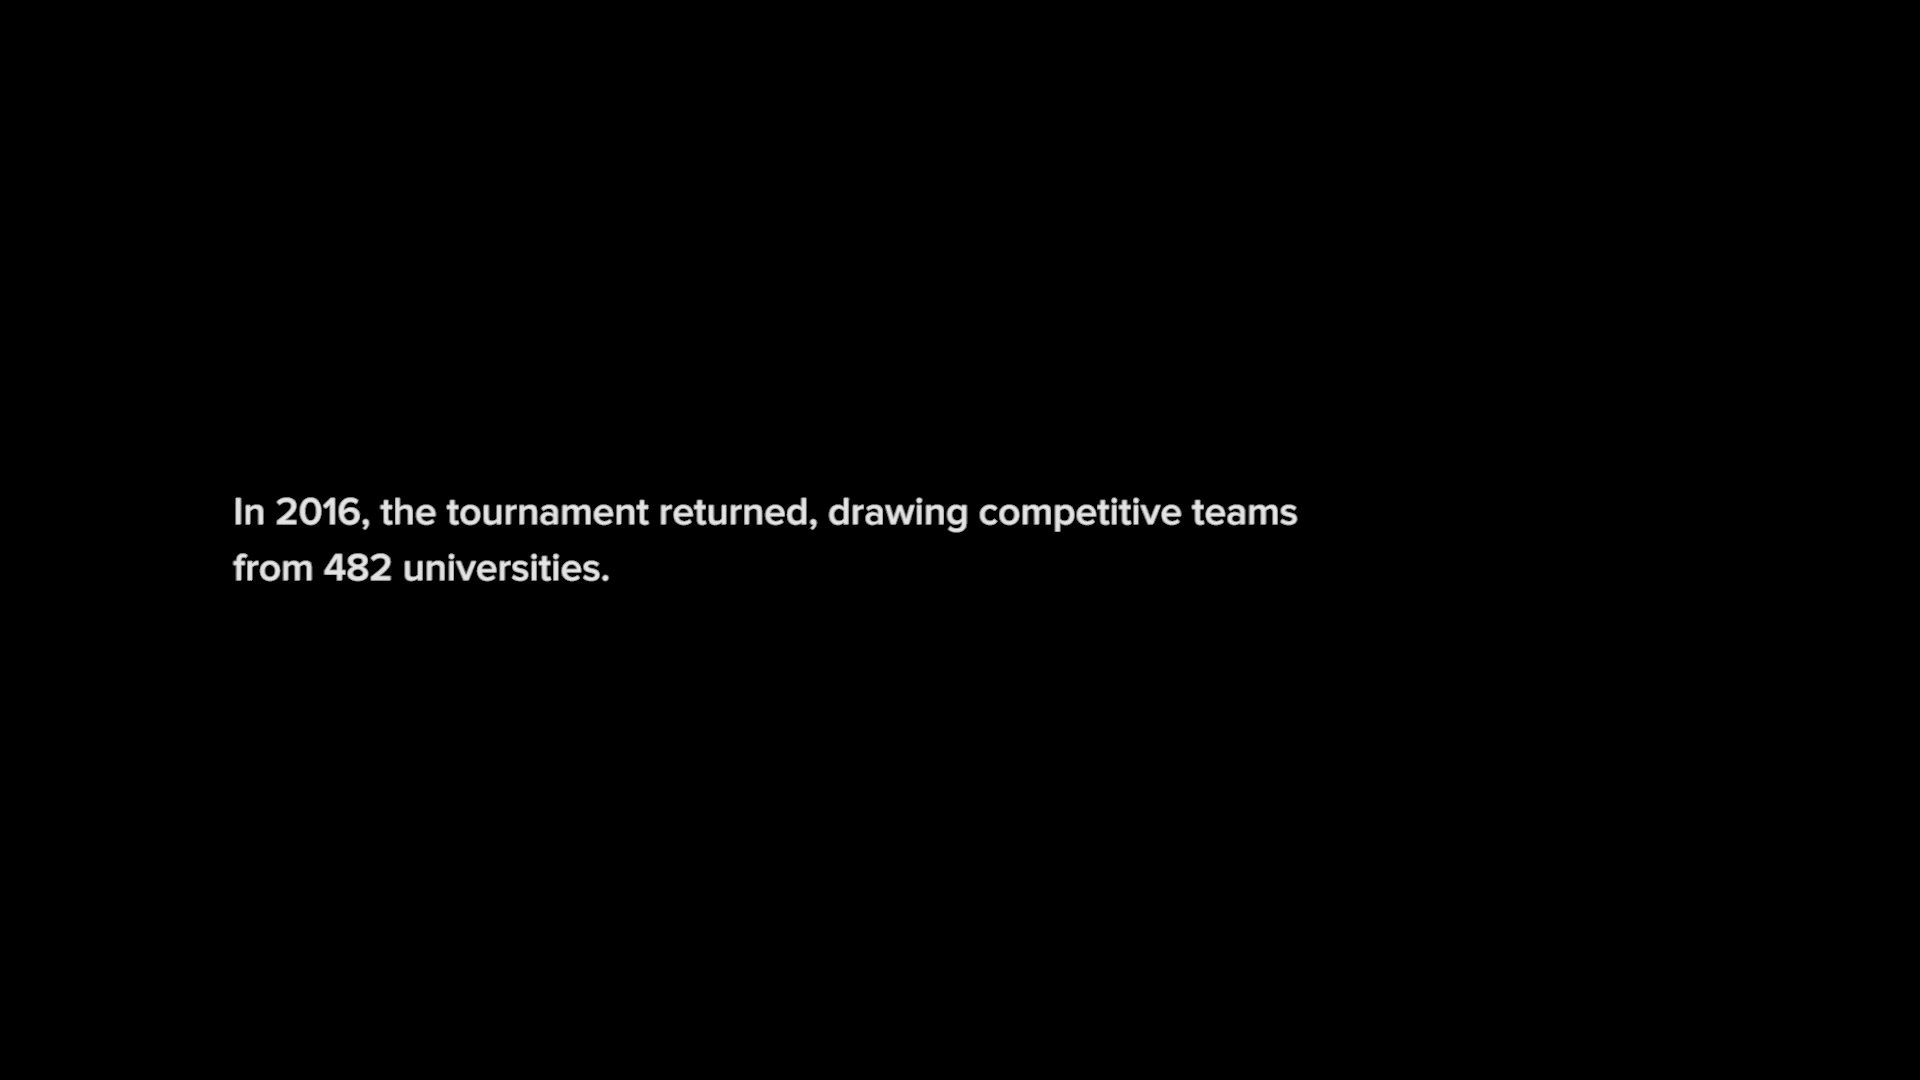 In 2016, the tournament returned, drawing competitive teams
from 482 universities.